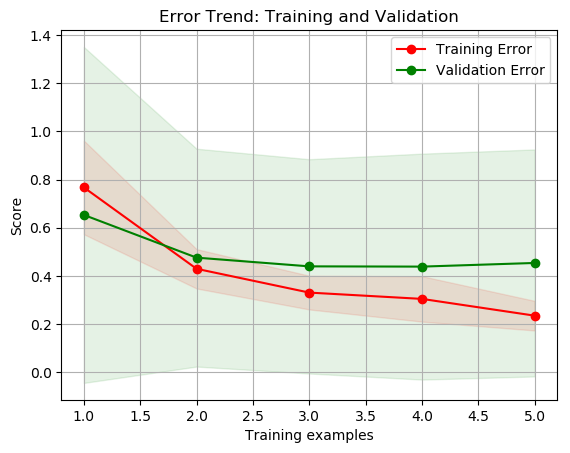 Error Trend: Training and Validation
Training Error
Validation Error
Score
1.4
1.2
1.0
0.8
0.6
0.4
0.2
0.0
1.0 1.5 2.0 2.5 3.0 3.5 4.0 4.5 5.0
Training examples